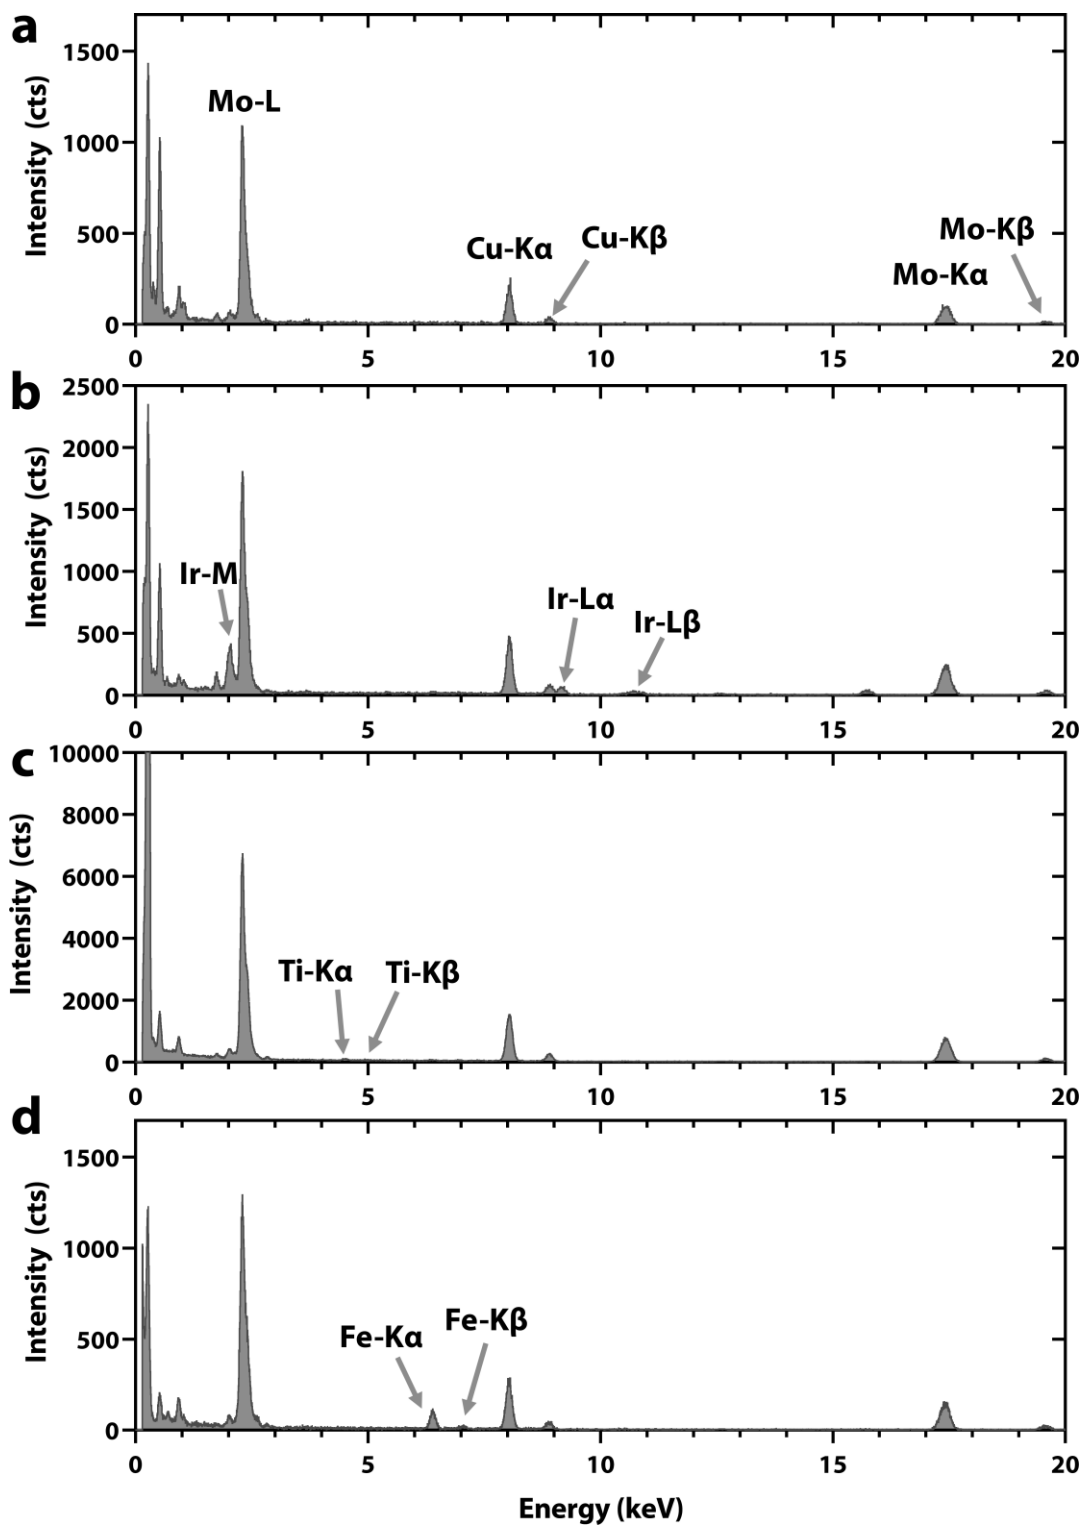 a
Intensity (cts)
1500
1000
500
0
Mo-L
Cu-Kα
Cu-Kβ
Mo-Kα
Mo-Kβ
0 5 10 15 20
b
Intensity (cts)
2500
2000
1500
1000
500
0
Ir-M
Ir-Lα
Ir-Lβ
0 5 10 15 20
c
Intensity (cts)
10000
8000
6000
4000
2000
0
Ti-Kα
Ti-Kβ
0 5 10 15 20
d
Intensity (cts)
1500
1000
500
0
Fe-Kα
Fe-Kβ
0 5 10 15 20
Energy (keV)